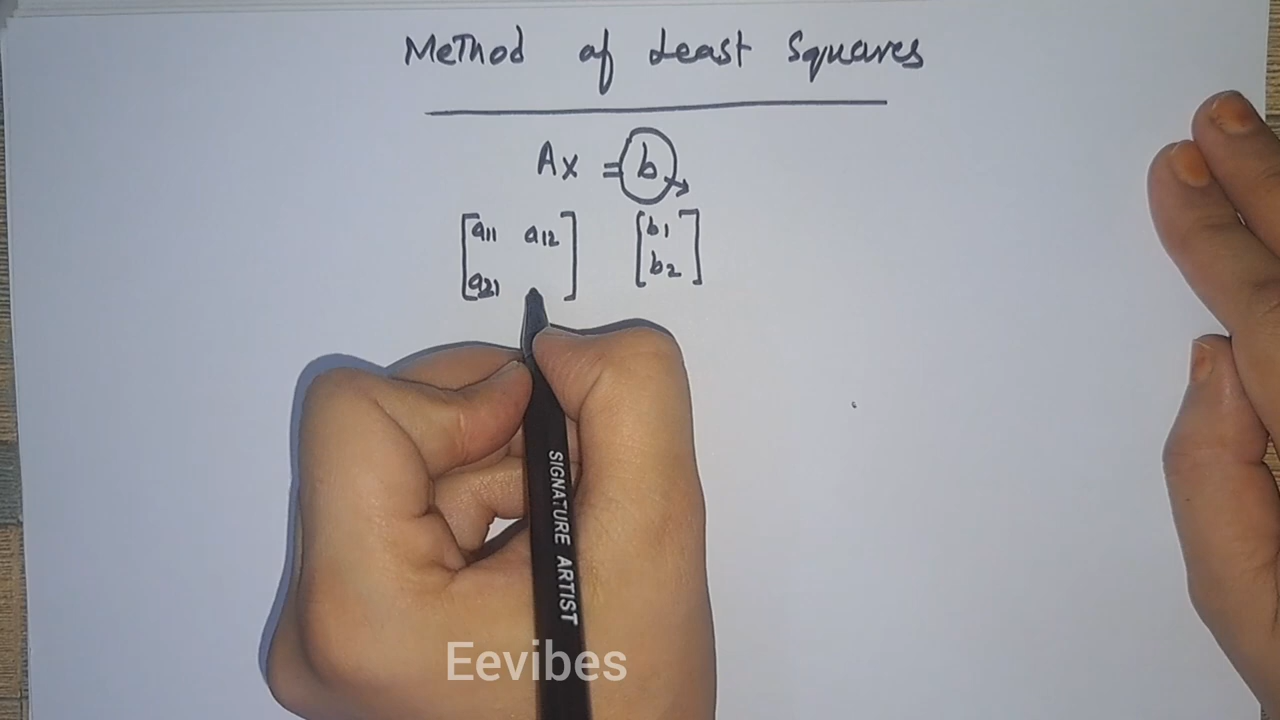 Method of Least Squares
Ax = b
[a11 a12] [b1]
[a21 ] [b2]
SIGNATURE ARTIST
Eevibes